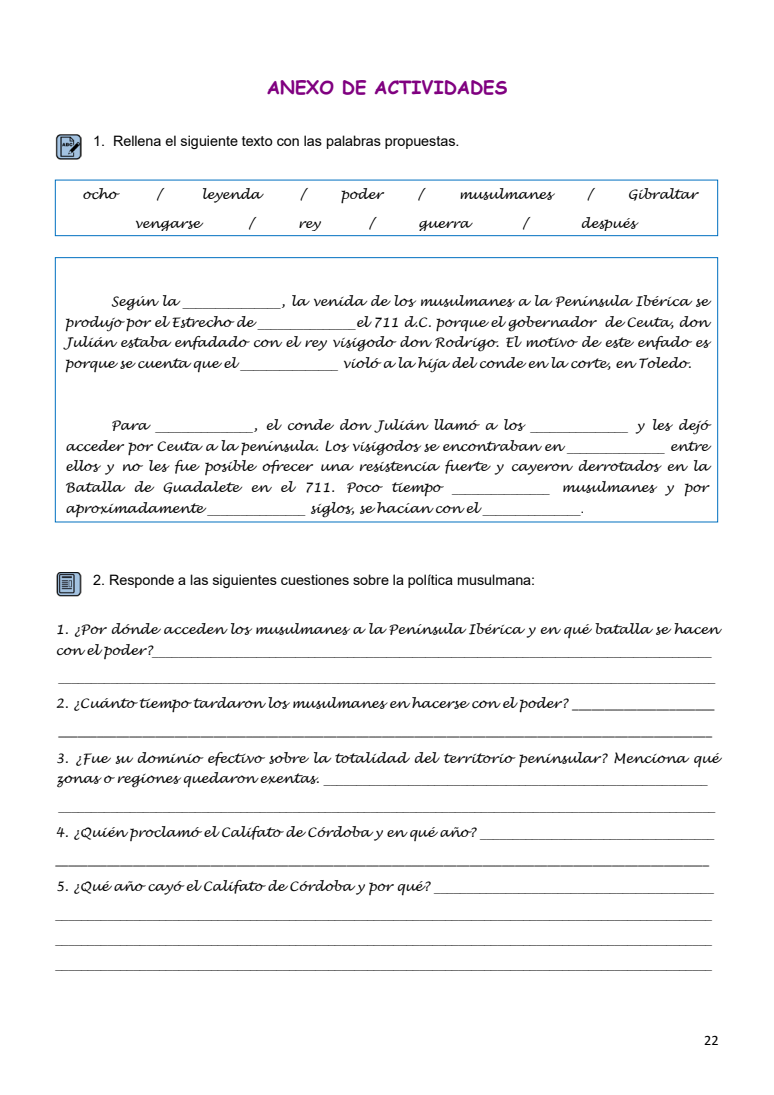 ANEXO DE ACTIVIDADES
1. Rellena el siguiente texto con las palabras propuestas.
ocho / leyenda / poder / musulmanes / Gibraltar
vengarse / rey / guerra / después
Según la ____________, la venida de los musulmanes a la Península Ibérica se
produjo por el Estrecho de ____________el 711 d.C. porque el gobernador de Ceuta, don
Julián estaba enfadado con el rey visigodo don Rodrigo. El motivo de este enfado es
porque se cuenta que el ____________ violó a la hija del conde en la corte, en Toledo.
Para ____________, el conde don Julián llamó a los ____________ y les dejó
acceder por Ceuta a la península. Los visigodos se encontraban en ____________ entre
ellos y no les fue posible ofrecer una resistencia fuerte y cayeron derrotados en la
Batalla de Guadalete en el 711. Poco tiempo ____________ musulmanes y por
aproximadamente ____________ siglos, se hacían con el ____________.
2. Responde a las siguientes cuestiones sobre la política musulmana:
1. ¿Por dónde acceden los musulmanes a la Península Ibérica y en qué batalla se hacen
con el poder?
2. ¿Cuánto tiempo tardaron los musulmanes en hacerse con el poder?
3. ¿Fue su dominio efectivo sobre la totalidad del territorio peninsular? Menciona qué
zonas o regiones quedaron exentas.
4. ¿Quién proclamó el Califato de Córdoba y en qué año?
5. ¿Qué año cayó el Califato de Córdoba y por qué?
22